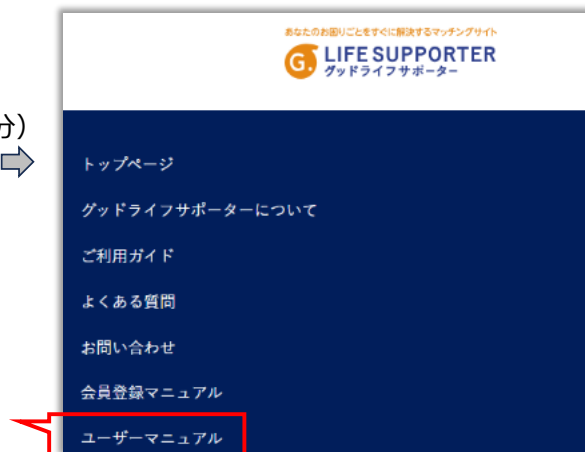 あなたのお困りごとをすぐに解決するマッチングサイト
G. LIFE SUPPORTER
グッドライフサポーター
分)
トップページ
グッドライフサポーターについて
ご利用ガイド
よくある質問
お問い合わせ
会員登録マニュアル
ユーザーマニュアル